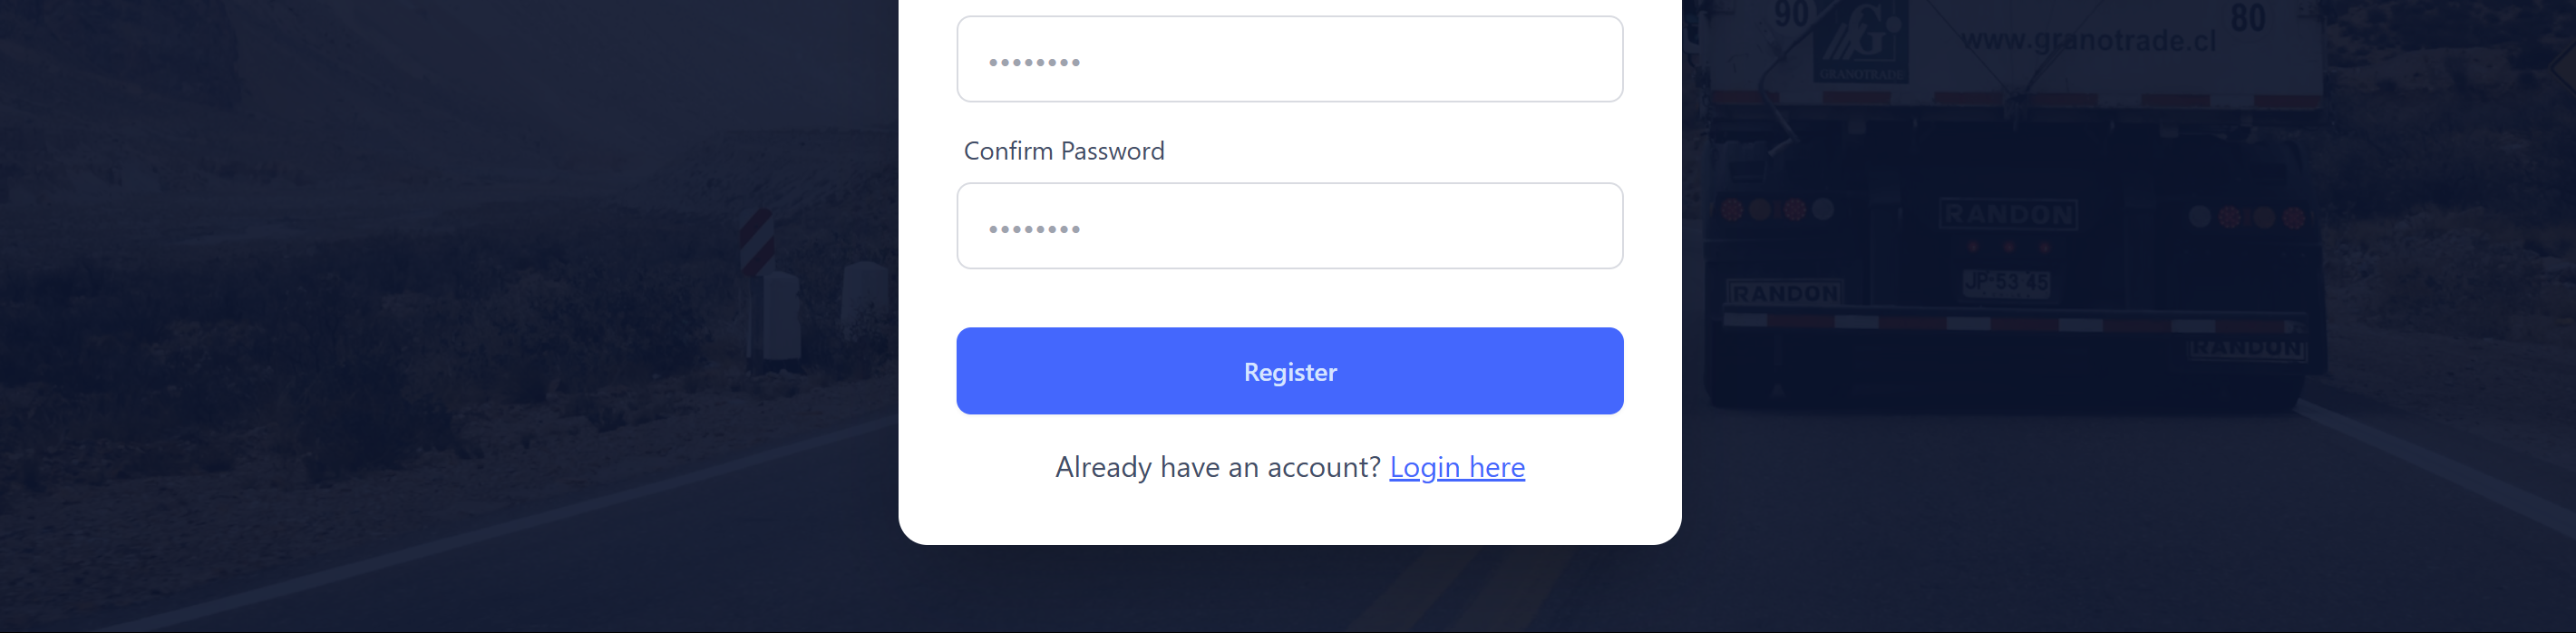 90
80
www.granotrade.cl
GRANOTRADE
••••••••
Confirm Password
••••••••
RANDON
JP·53 45
RANDON
RANDON
Register
Already have an account? Login here